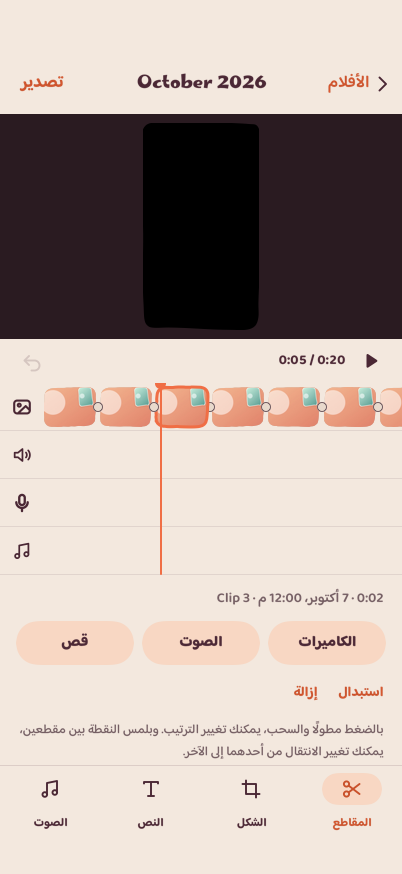 الأفلام
October 2026
تصدير
0:05 / 0:20
Clip 3 · 7 أكتوبر، 12:00 م · 0:02
الكاميرات
الصوت
قص
استبدال
إزالة
بالضغط مطولًا والسحب، يمكنك تغيير الترتيب. وبلمس النقطة بين مقطعين،
يمكنك تغيير الانتقال من أحدهما إلى الآخر.
المقاطع
الشكل
النص
الصوت